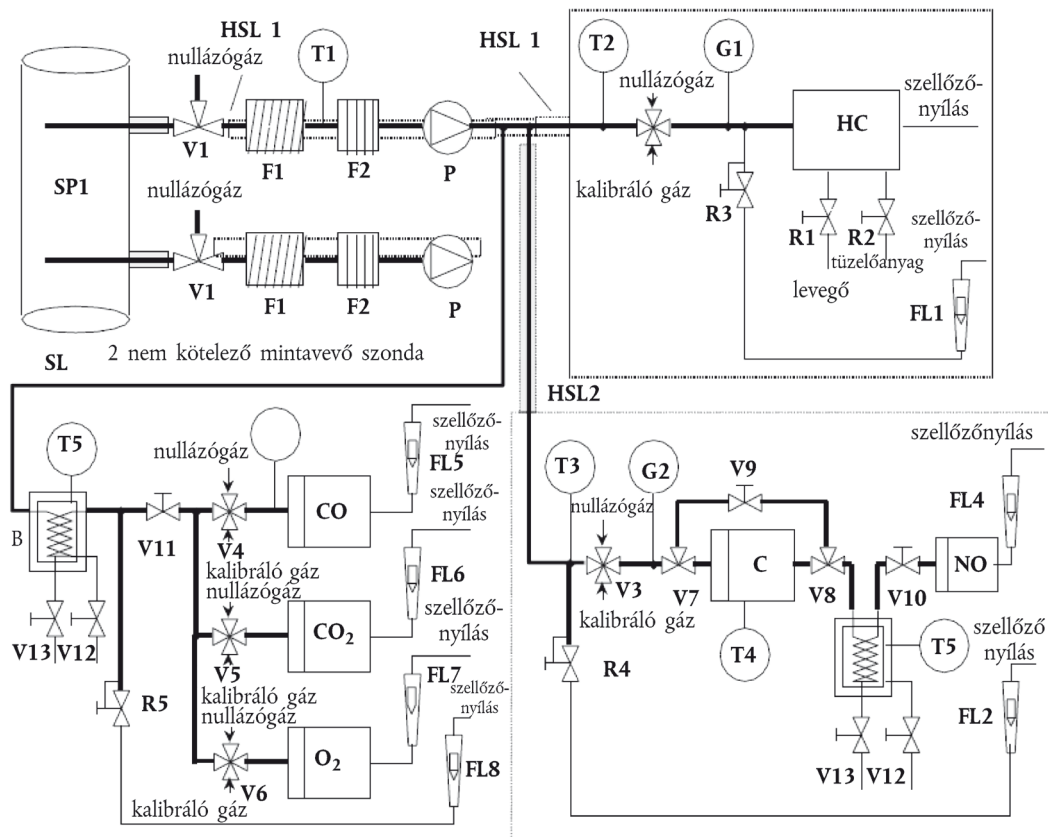 HSL 1
nullázógáz
T1
V1
F1
F2
P
SP1
nullázógáz
V1
F1
F2
P
SL
2 nem kötelező mintavevő szonda
HSL 1
T2
G1
nullázógáz
kalibráló gáz
HC
szellőző-
nyílás
R3
R1
R2
levegő
tüzelőanyag
szellőző-
nyílás
FL1
HSL2
T5
B
V13
V12
V11
R5
nullázógáz
V4
kalibráló gáz
CO
szellőző-
nyílás
FL5
nullázógáz
V5
kalibráló gáz
CO2
szellőző-
nyílás
FL6
nullázógáz
V6
kalibráló gáz
O2
szellőző-
nyílás
FL7
szellőző-
nyílás
FL8
T3
G2
nullázógáz
V3
kalibráló gáz
R4
V7
V9
C
T4
V8
V10
NO
szellőzőnyílás
FL4
T5
V13
V12
szellőző
nyílás
FL2